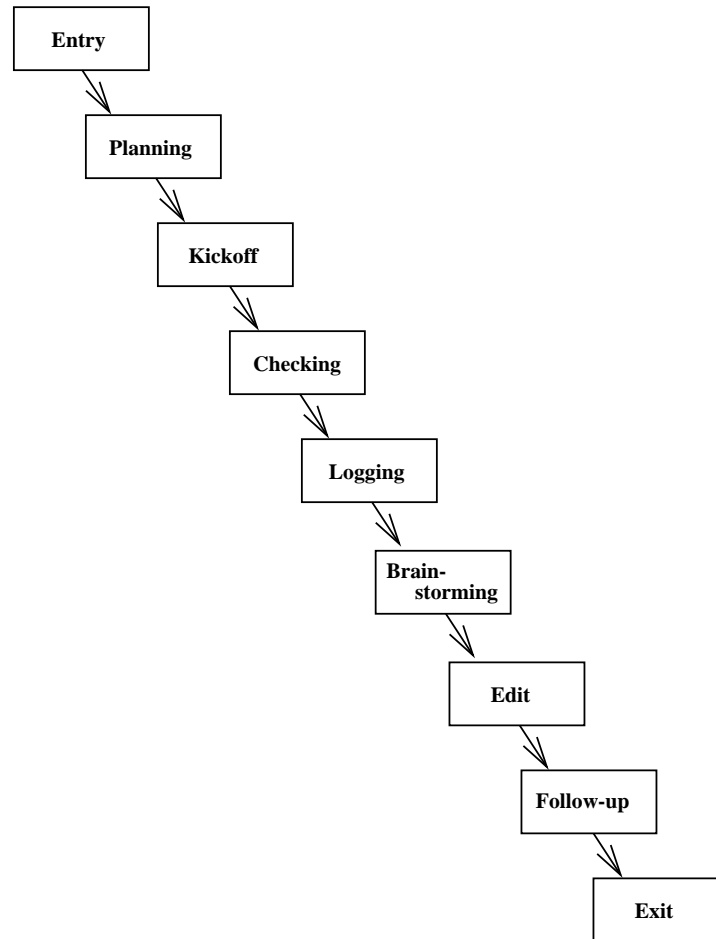 Entry
Planning
Kickoff
Checking
Logging
Brain-
storming
Edit
Follow-up
Exit